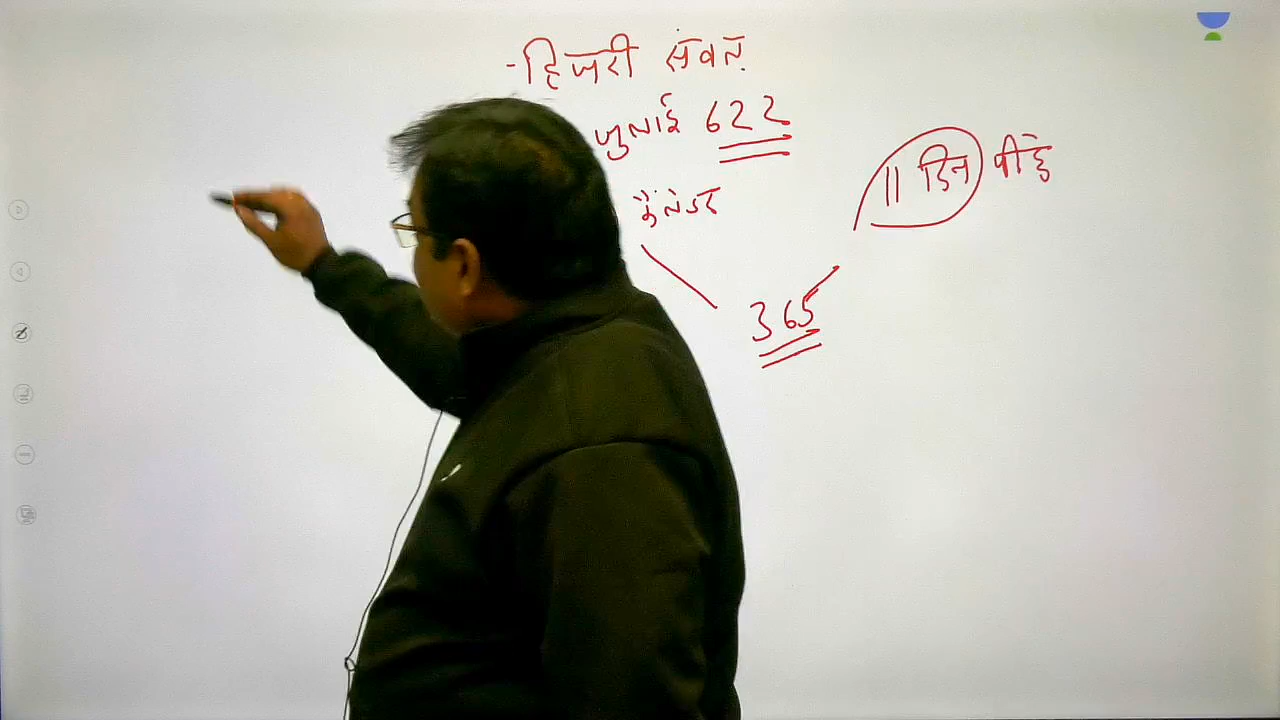 - हिजरी संवत्
जुलाई 622
कैलेंडर
365
11 दिन पीछे